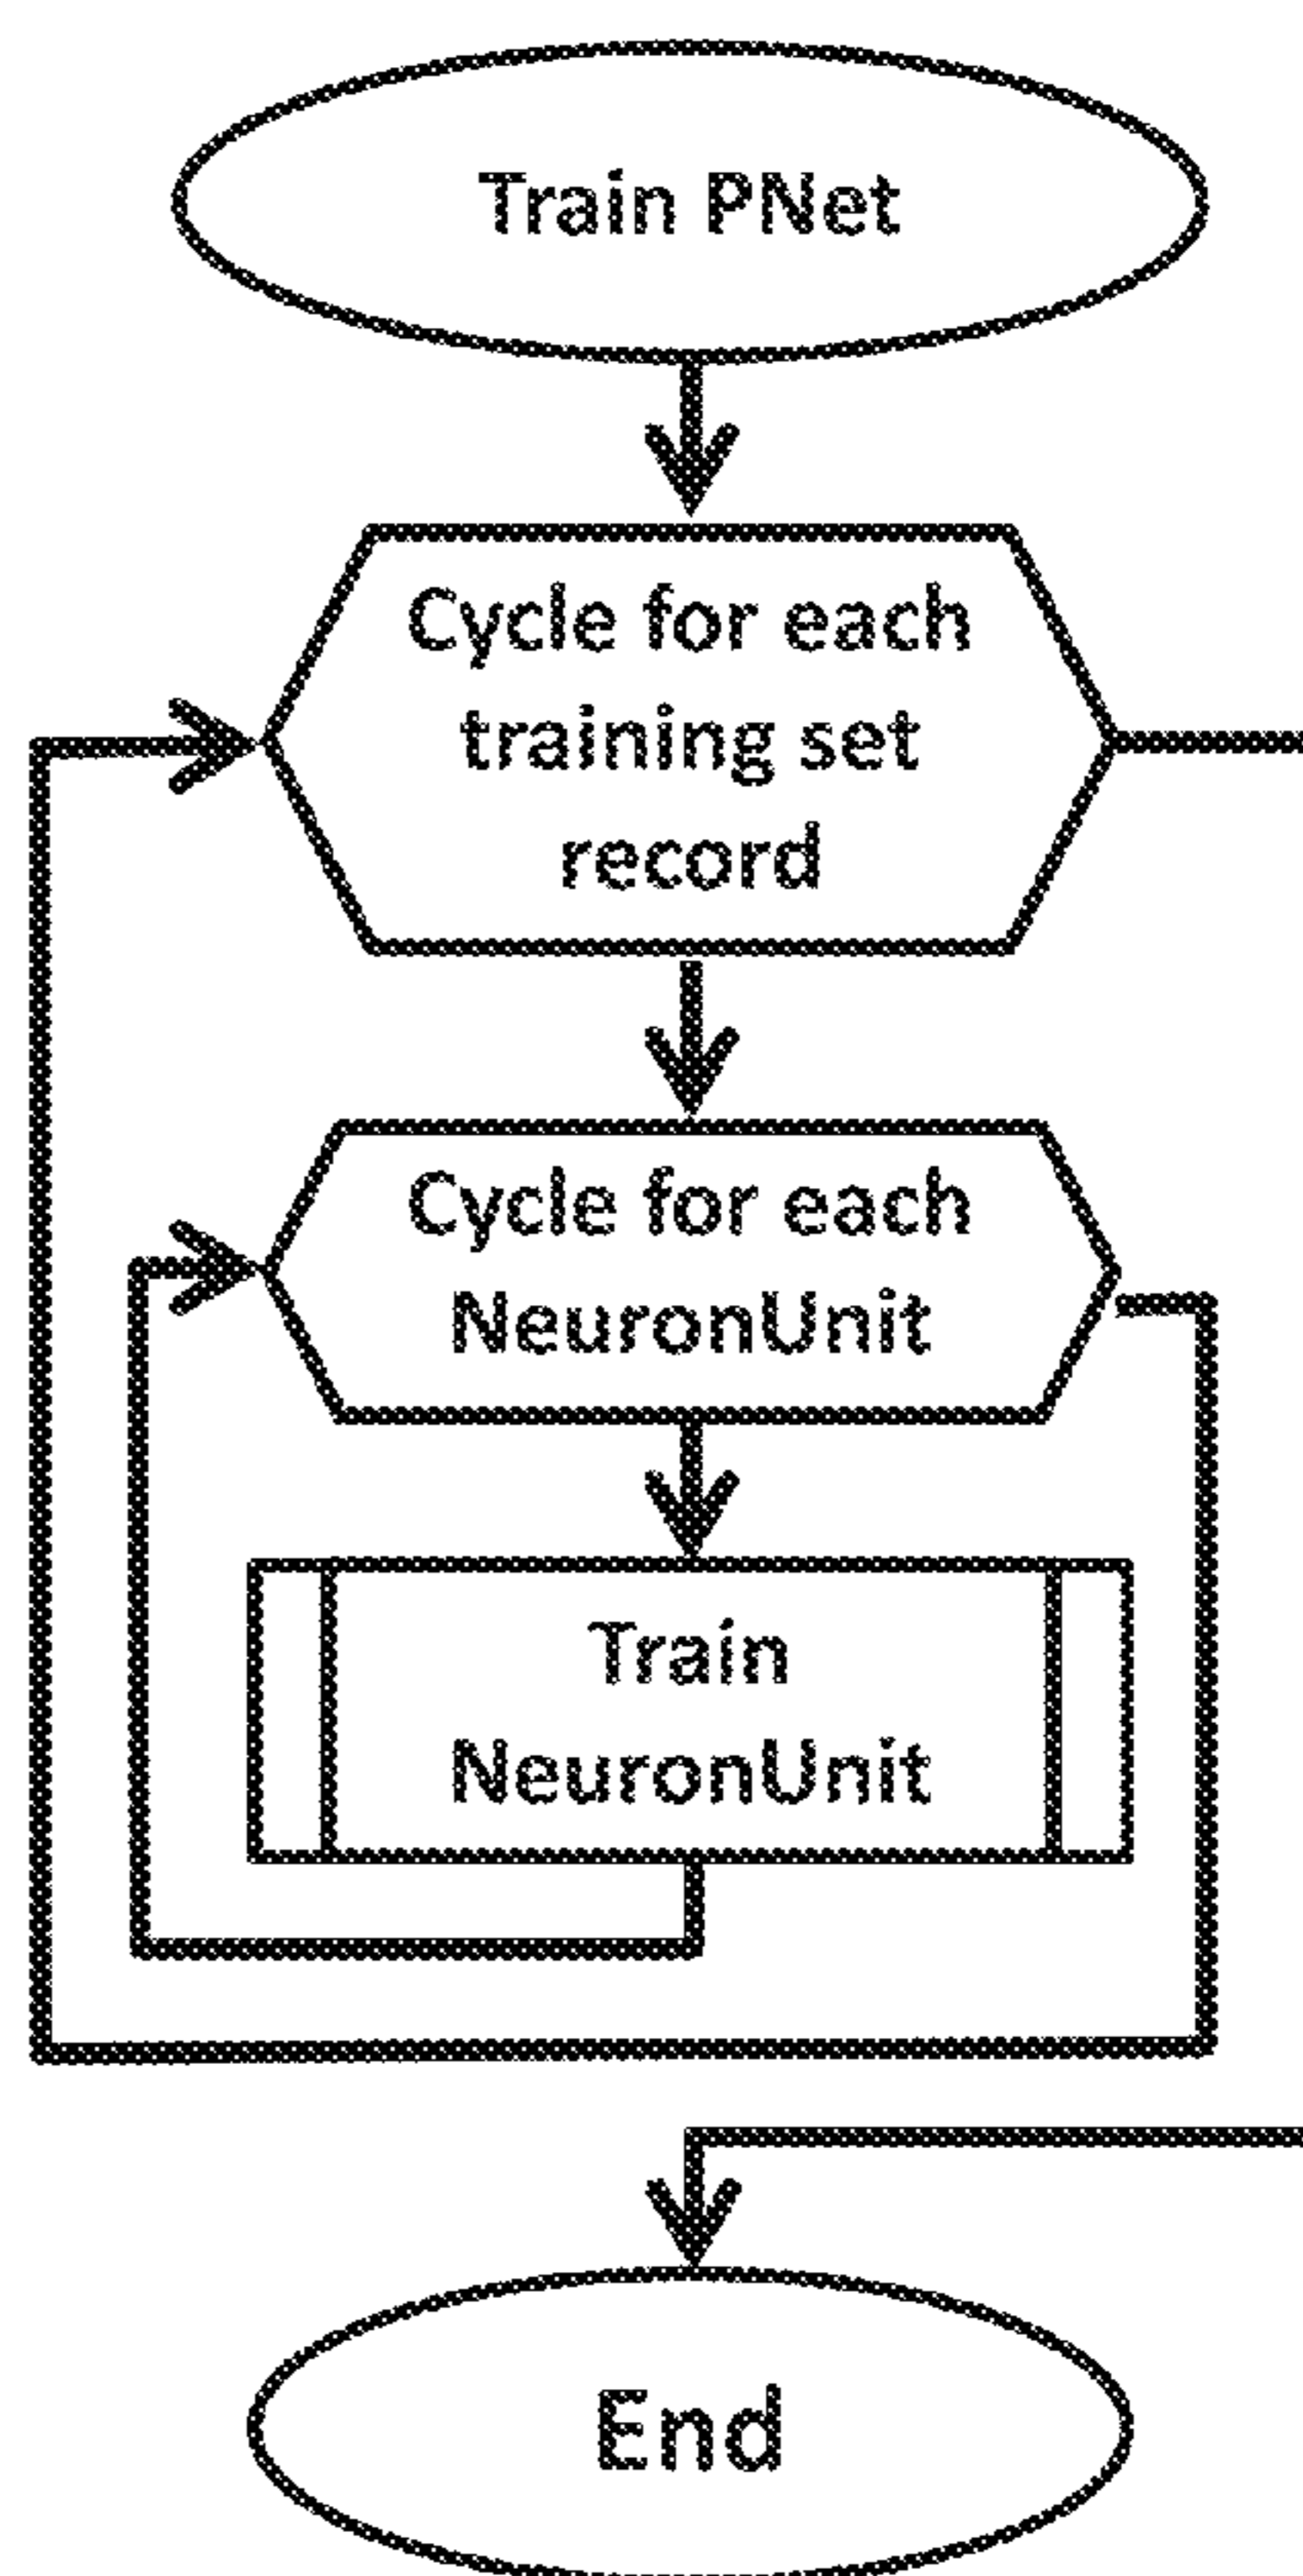 Train PNet
Cycle for each
training set
record
Cycle for each
NeuronUnit
Train
NeuronUnit
End